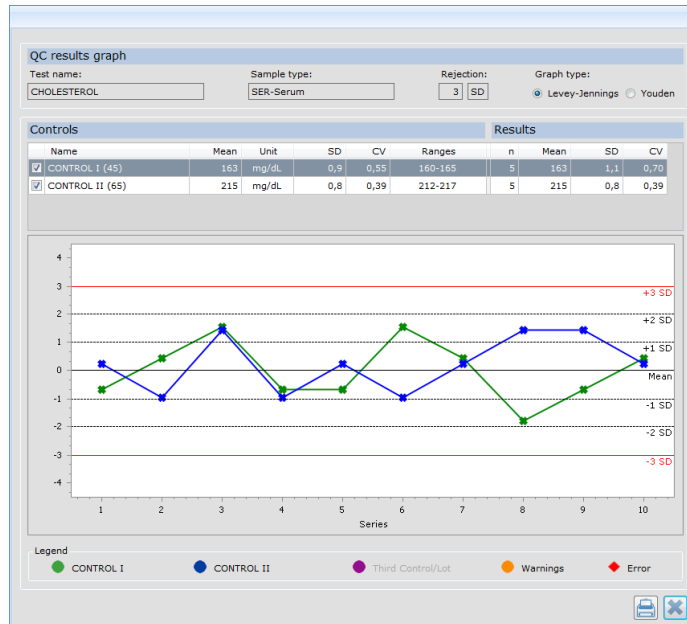 QC results graph
Test name: Sample type: Rejection: Graph type:
CHOLESTEROL SER-Serum 3 SD Levey-Jennings Youden
Controls Results
Name Mean Unit SD CV Ranges n Mean SD CV
CONTROL I (45) 163 mg/dL 0,9 0,55 160-165 5 163 1,1 0,70
CONTROL II (65) 215 mg/dL 0,8 0,39 212-217 5 215 0,8 0,39
4
3
+3 SD
2
+2 SD
1
+1 SD
0
Mean
-1
-1 SD
-2
-2 SD
-3
-3 SD
-4
1 2 3 4 5 6 7 8 9 10
Series
Legend
CONTROL I CONTROL II Third Control/Lot Warnings Error